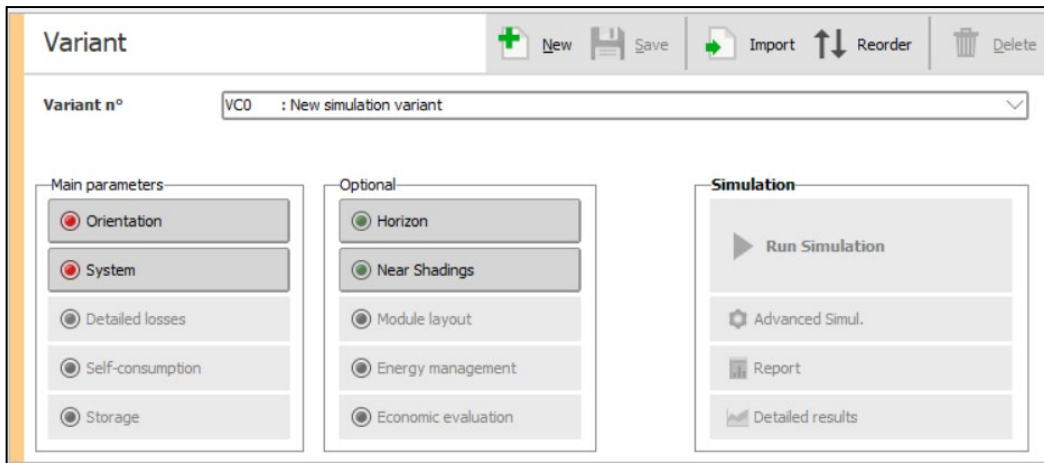 Variant
New
Save
Import
Reorder
Delete
Variant n°
VC0 : New simulation variant
Main parameters
Orientation
System
Detailed losses
Self-consumption
Storage
Optional
Horizon
Near Shadings
Module layout
Energy management
Economic evaluation
Simulation
Run Simulation
Advanced Simul.
Report
Detailed results